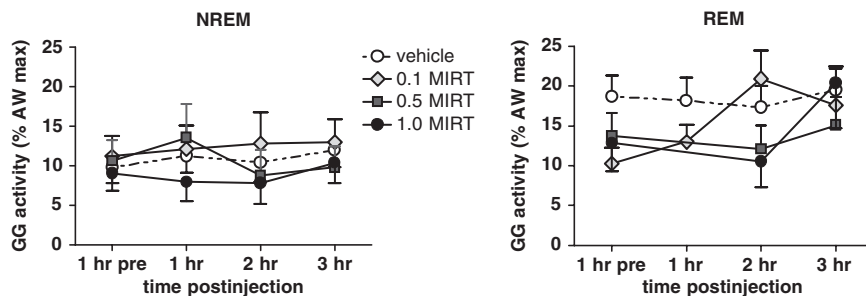 NREM
GG activity (% AW max)
25
20
15
10
5
0
1 hr pre 1 hr 2 hr 3 hr
time postinjection
vehicle
0.1 MIRT
0.5 MIRT
1.0 MIRT
REM
GG activity (% AW max)
25
20
15
10
5
0
1 hr pre 1 hr 2 hr 3 hr
time postinjection